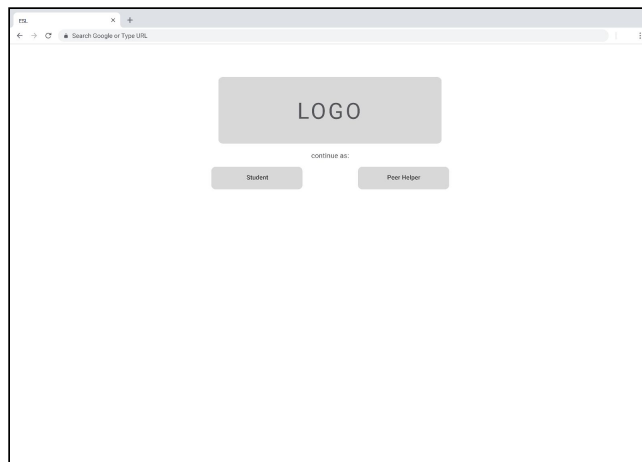 ESL
Search Google or Type URL
LOGO
continue as:
Student Peer Helper